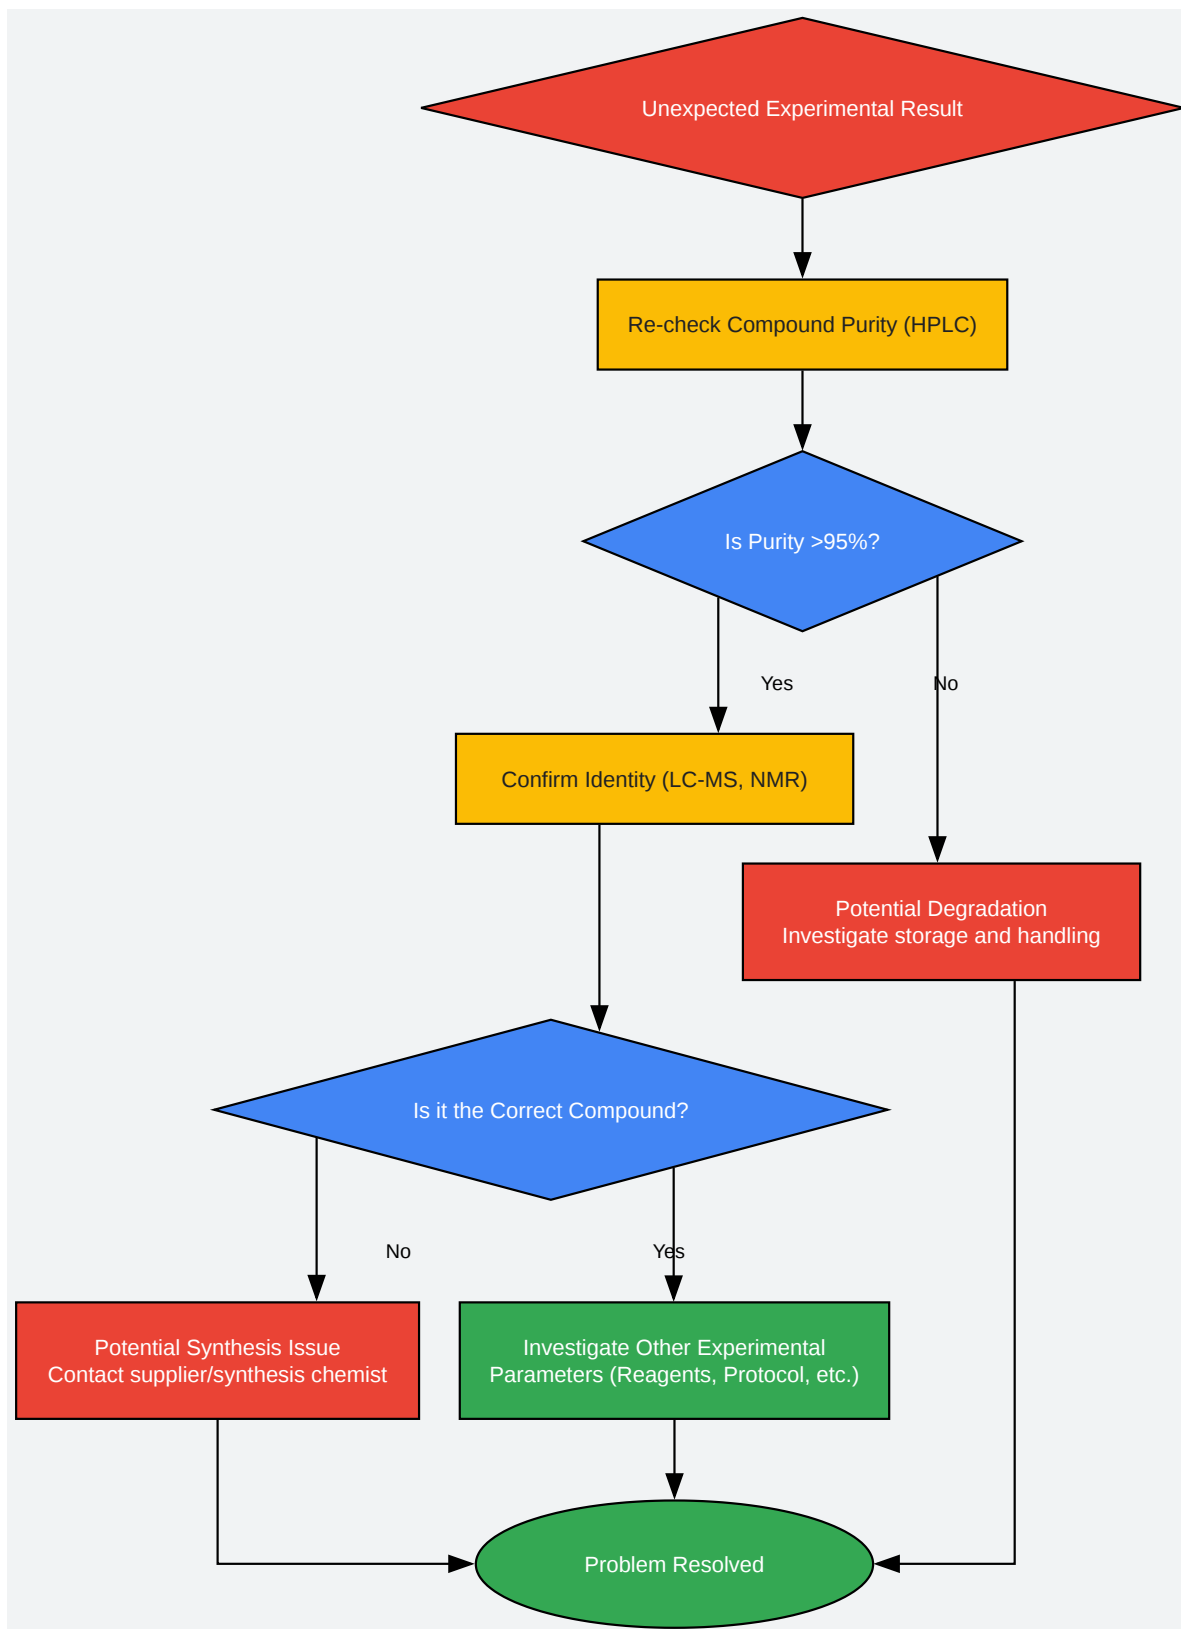 Unexpected Experimental Result
Re-check Compound Purity (HPLC)
Is Purity >95%?
Yes
No
Confirm Identity (LC-MS, NMR)
Potential Degradation
Investigate storage and handling
Is it the Correct Compound?
No
Yes
Potential Synthesis Issue
Contact supplier/synthesis chemist
Investigate Other Experimental
Parameters (Reagents, Protocol, etc.)
Problem Resolved